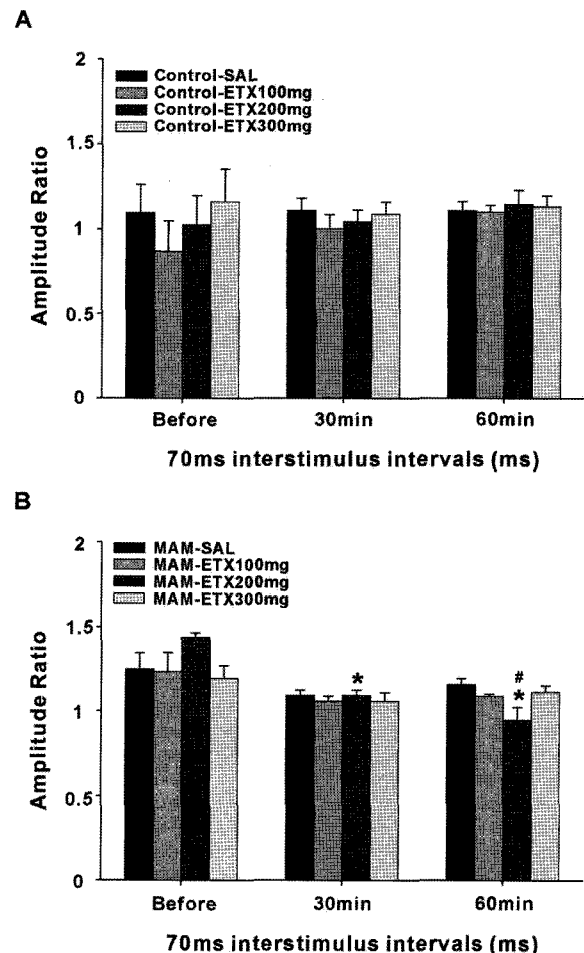 A
2
Control-SAL
Control-ETX100mg
Control-ETX200mg
Control-ETX300mg
1.5
1
0.5
0
Amplitude Ratio
Before 30min 60min
70ms interstimulus intervals (ms)
B
2
MAM-SAL
MAM-ETX100mg
MAM-ETX200mg
MAM-ETX300mg
1.5
1
0.5
0
Amplitude Ratio
*
#
*
Before 30min 60min
70ms interstimulus intervals (ms)